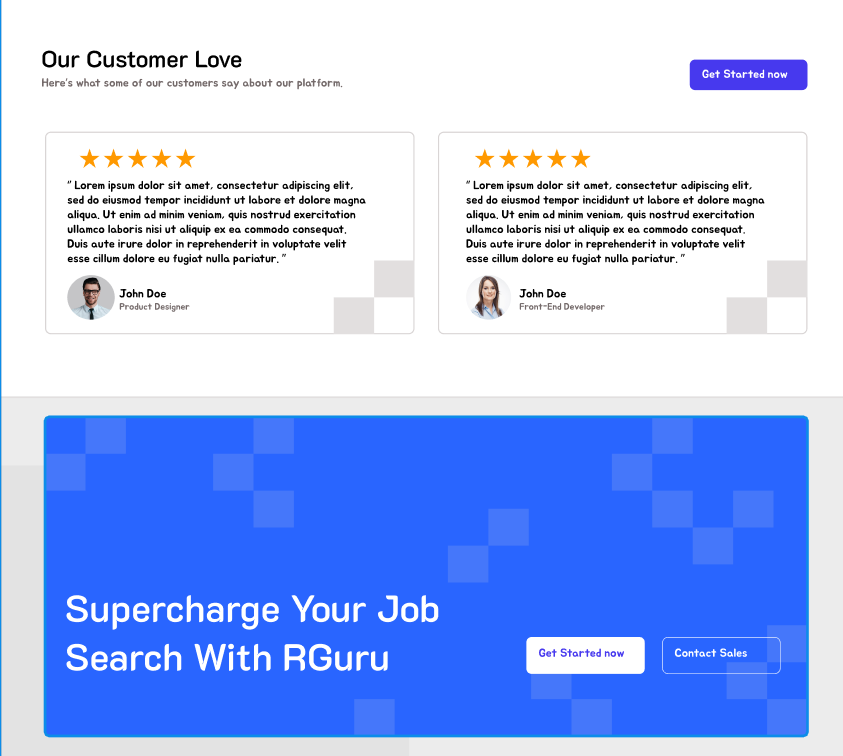 Our Customer Love
Here's what some of our customers say about our platform.
Get Started now
" Lorem ipsum dolor sit amet, consectetur adipiscing elit,
sed do eiusmod tempor incididunt ut labore et dolore magna
aliqua. Ut enim ad minim veniam, quis nostrud exercitation
ullamco laboris nisi ut aliquip ex ea commodo consequat.
Duis aute irure dolor in reprehenderit in voluptate velit
esse cillum dolore eu fugiat nulla pariatur. "
John Doe
Product Designer
" Lorem ipsum dolor sit amet, consectetur adipiscing elit,
sed do eiusmod tempor incididunt ut labore et dolore magna
aliqua. Ut enim ad minim veniam, quis nostrud exercitation
ullamco laboris nisi ut aliquip ex ea commodo consequat.
Duis aute irure dolor in reprehenderit in voluptate velit
esse cillum dolore eu fugiat nulla pariatur. "
John Doe
Front-End Developer
Supercharge Your Job
Search With RGuru
Get Started now
Contact Sales